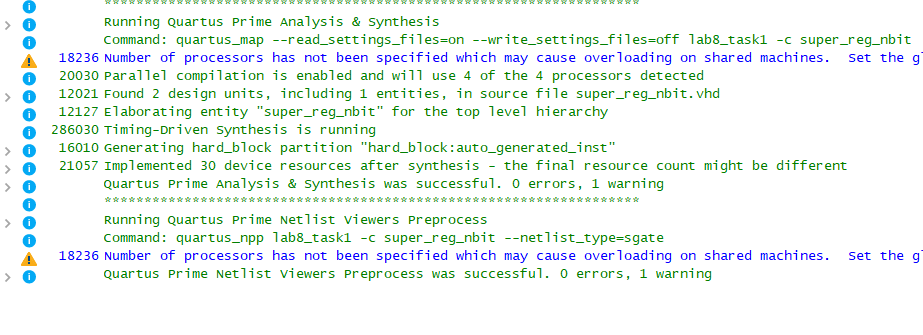 ********************************************************************
Running Quartus Prime Analysis & Synthesis
Command: quartus_map --read_settings_files=on --write_settings_files=off lab8_task1 -c super_reg_nbit
18236 Number of processors has not been specified which may cause overloading on shared machines.  Set the gl
20030 Parallel compilation is enabled and will use 4 of the 4 processors detected
12021 Found 2 design units, including 1 entities, in source file super_reg_nbit.vhd
12127 Elaborating entity "super_reg_nbit" for the top level hierarchy
286030 Timing-Driven Synthesis is running
16010 Generating hard_block partition "hard_block:auto_generated_inst"
21057 Implemented 30 device resources after synthesis - the final resource count might be different
Quartus Prime Analysis & Synthesis was successful. 0 errors, 1 warning
********************************************************************
Running Quartus Prime Netlist Viewers Preprocess
Command: quartus_npp lab8_task1 -c super_reg_nbit --netlist_type=sgate
18236 Number of processors has not been specified which may cause overloading on shared machines.  Set the gl
Quartus Prime Netlist Viewers Preprocess was successful. 0 errors, 1 warning